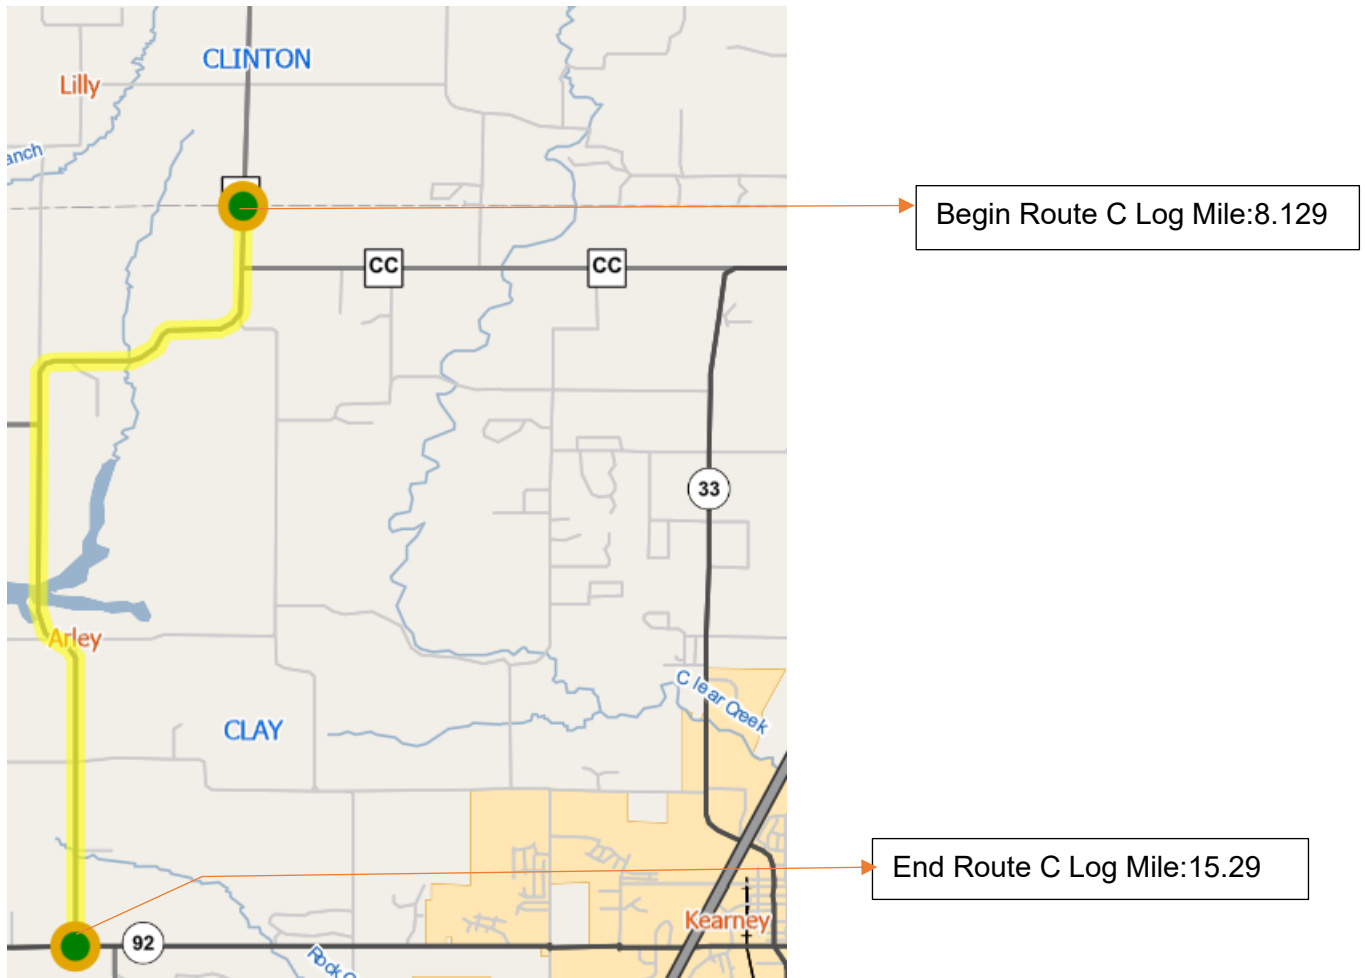 CLINTON
Lilly
anch
Begin Route C Log Mile:8.129
CC
CC
33
Arley
Clear Creek
CLAY
End Route C Log Mile:15.29
Kearney
92
Rock C